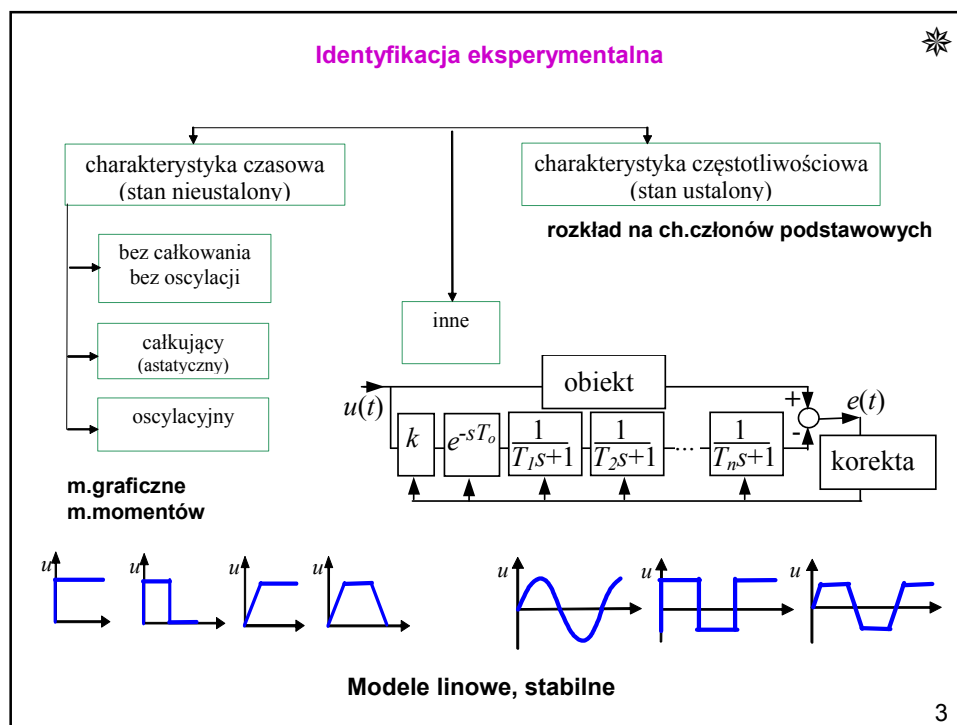 Identyfikacja eksperymentalna
charakterystyka czasowa
(stan nieustalony)
charakterystyka częstotliwościowa
(stan ustalony)
rozkład na ch.członów podstawowych
bez całkowania
bez oscylacji
inne
całkujący
(astatyczny)
oscylacyjny
obiekt
u(t)
+
-
e(t)
k
e^{-sT_o}
1/(T_1s+1)
1/(T_2s+1)
...
1/(T_ns+1)
korekta
m.graficzne
m.momentów
u u u u u u u
Modele linowe, stabilne
3